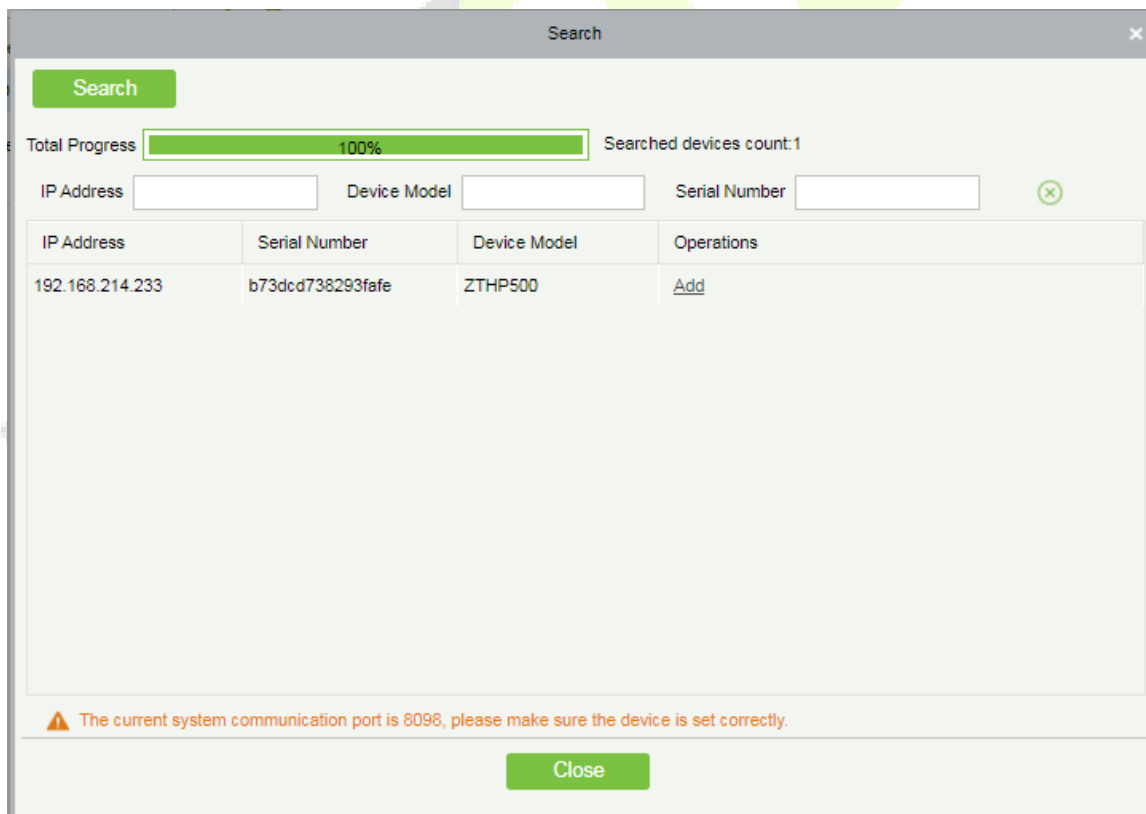 Search
Search
Total Progress 100% Searched devices count:1
IP Address Device Model Serial Number
IP Address Serial Number Device Model Operations
192.168.214.233 b73dcd738293fafe ZTHP500 Add
The current system communication port is 8098, please make sure the device is set correctly.
Close